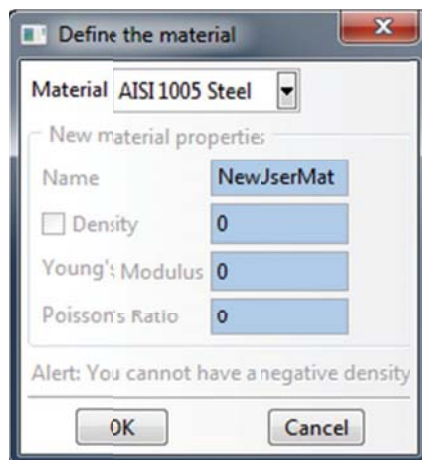 Define the material
Material AISI 1005 Steel
New material properties
Name NewUserMat
Density 0
Young's Modulus 0
Poisson's Ratio 0
Alert: You cannot have a negative density
OK Cancel